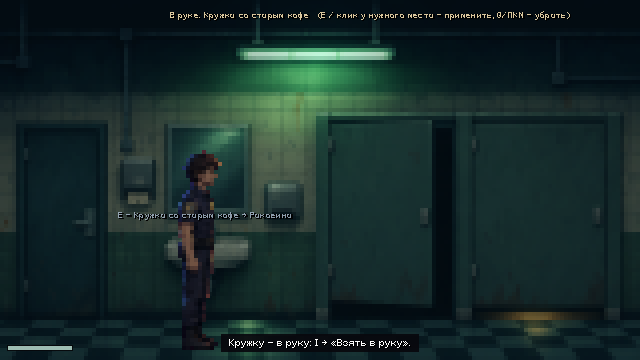 В руке: Кружка со старым кофе (E / клик у нужного места - применить, Q/ПКМ - убрать)
E - Кружка со старым кофе → Раковина
Кружку - в руку: I → «Взять в руку».